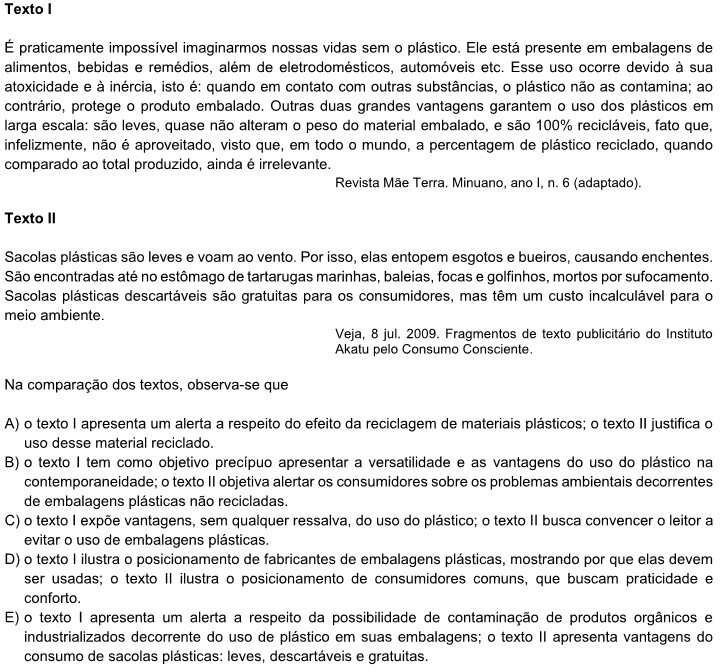 Texto I
É praticamente impossível imaginarmos nossas vidas sem o plástico. Ele está presente em embalagens de
alimentos, bebidas e remédios, além de eletrodomésticos, automóveis etc. Esse uso ocorre devido à sua
atoxicidade e à inércia, isto é: quando em contato com outras substâncias, o plástico não as contamina; ao
contrário, protege o produto embalado. Outras duas grandes vantagens garantem o uso dos plásticos em
larga escala: são leves, quase não alteram o peso do material embalado, e são 100% recicláveis, fato que,
infelizmente, não é aproveitado, visto que, em todo o mundo, a percentagem de plástico reciclado, quando
comparado ao total produzido, ainda é irrelevante.
Revista Mãe Terra. Minuano, ano I, n. 6 (adaptado).
Texto II
Sacolas plásticas são leves e voam ao vento. Por isso, elas entopem esgotos e bueiros, causando enchentes.
São encontradas até no estômago de tartarugas marinhas, baleias, focas e golfinhos, mortos por sufocamento.
Sacolas plásticas descartáveis são gratuitas para os consumidores, mas têm um custo incalculável para o
meio ambiente.
Veja, 8 jul. 2009. Fragmentos de texto publicitário do Instituto
Akatu pelo Consumo Consciente.
Na comparação dos textos, observa-se que
A) o texto I apresenta um alerta a respeito do efeito da reciclagem de materiais plásticos; o texto II justifica o
uso desse material reciclado.
B) o texto I tem como objetivo precípuo apresentar a versatilidade e as vantagens do uso do plástico na
contemporaneidade; o texto II objetiva alertar os consumidores sobre os problemas ambientais decorrentes
de embalagens plásticas não recicladas.
C) o texto I expõe vantagens, sem qualquer ressalva, do uso do plástico; o texto II busca convencer o leitor a
evitar o uso de embalagens plásticas.
D) o texto I ilustra o posicionamento de fabricantes de embalagens plásticas, mostrando por que elas devem
ser usadas; o texto II ilustra o posicionamento de consumidores comuns, que buscam praticidade e
conforto.
E) o texto I apresenta um alerta a respeito da possibilidade de contaminação de produtos orgânicos e
industrializados decorrente do uso de plástico em suas embalagens; o texto II apresenta vantagens do
consumo de sacolas plásticas: leves, descartáveis e gratuitas.